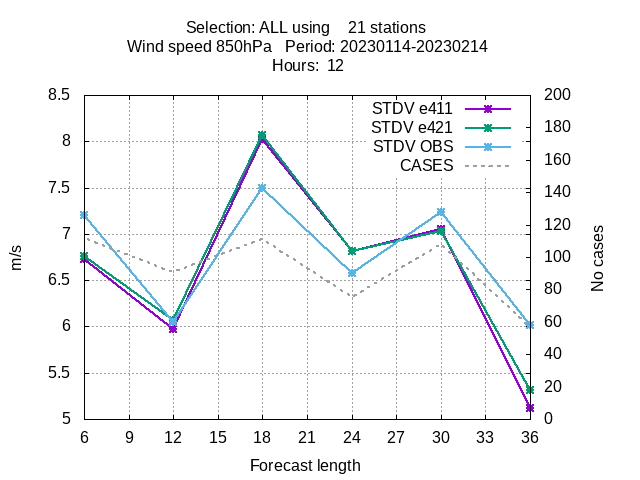 Selection: ALL using    21 stations
Wind speed 850hPa   Period: 20230114-20230214
Hours:  12
STDV e411
STDV e421
STDV OBS
CASES
m/s
8.5
8
7.5
7
6.5
6
5.5
5
200
180
160
140
120
100
80
60
40
20
0
No cases
6 9 12 15 18 21 24 27 30 33 36
Forecast length